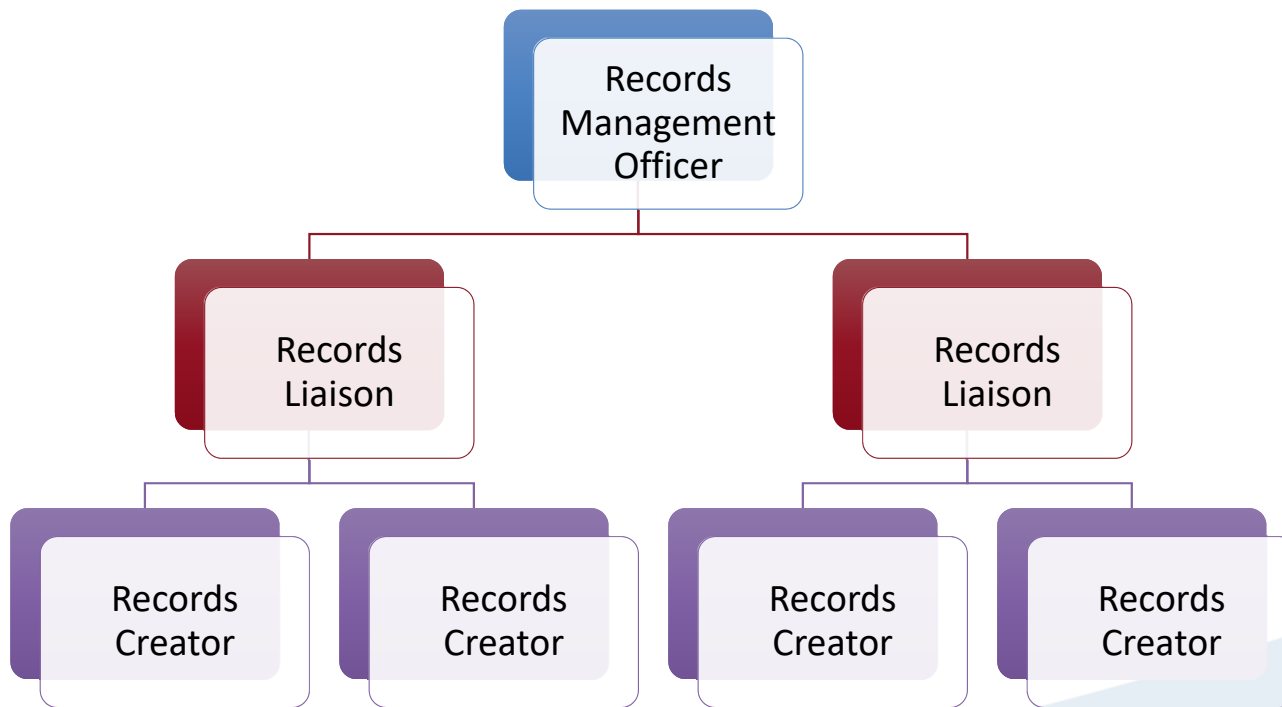 Records
Management
Officer
Records
Liaison
Records
Liaison
Records
Creator
Records
Creator
Records
Creator
Records
Creator